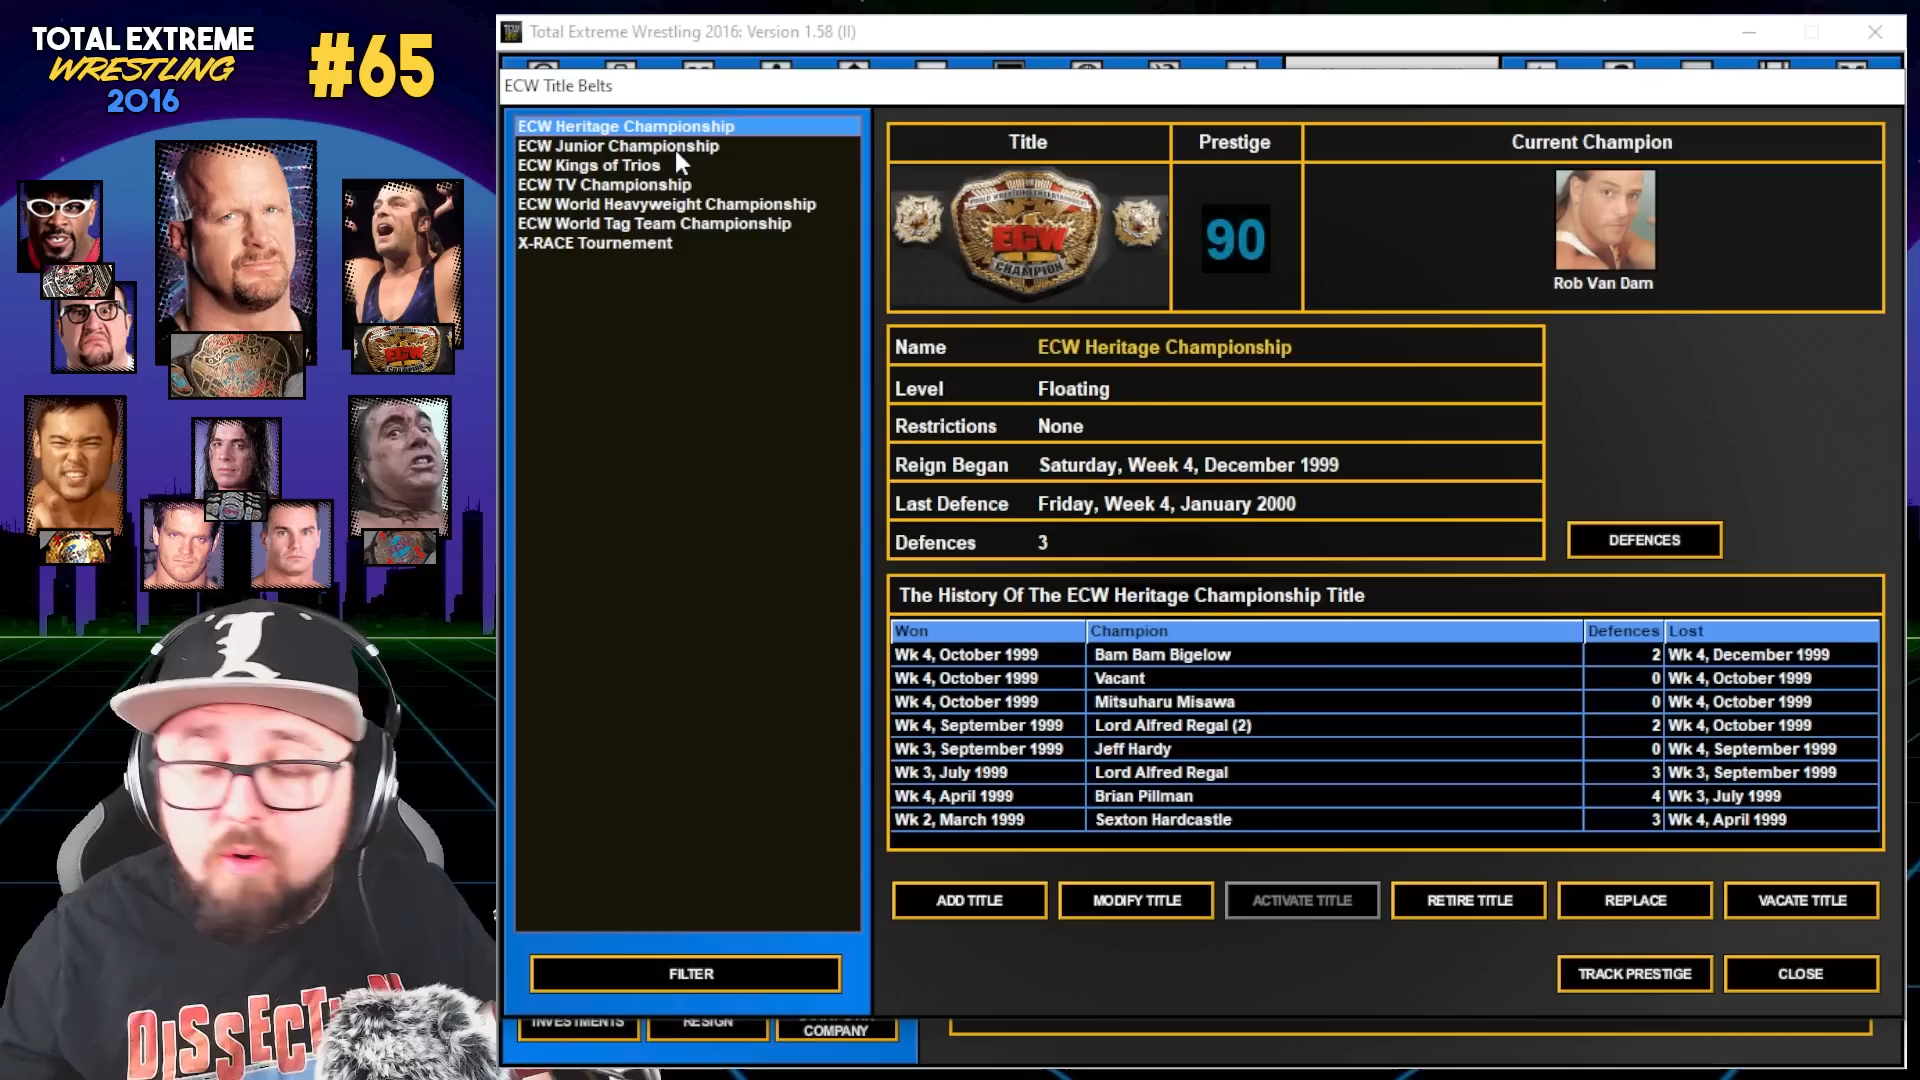 TOTAL EXTREME
WRESTLING
2016
#65
Total Extreme Wrestling 2016: Version 1.58 (II)
ECW Title Belts
ECW Heritage Championship
ECW Junior Championship
ECW Kings of Trios
ECW TV Championship
ECW World Heavyweight Championship
ECW World Tag Team Championship
X-RACE Tournement
FILTER
Title
Prestige
Current Champion
ECW
CHAMPION
90
Rob Van Dam
Name ECW Heritage Championship
Level Floating
Restrictions None
Reign Began Saturday, Week 4, December 1999
Last Defence Friday, Week 4, January 2000
Defences 3
DEFENCES
The History Of The ECW Heritage Championship Title
Won Champion Defences Lost
Wk 4, October 1999 Bam Bam Bigelow 2 Wk 4, December 1999
Wk 4, October 1999 Vacant 0 Wk 4, October 1999
Wk 4, October 1999 Mitsuharu Misawa 0 Wk 4, October 1999
Wk 4, September 1999 Lord Alfred Regal (2) 2 Wk 4, October 1999
Wk 3, September 1999 Jeff Hardy 0 Wk 4, September 1999
Wk 3, July 1999 Lord Alfred Regal 3 Wk 3, September 1999
Wk 4, April 1999 Brian Pillman 4 Wk 3, July 1999
Wk 2, March 1999 Sexton Hardcastle 3 Wk 4, April 1999
ADD TITLE
MODIFY TITLE
ACTIVATE TITLE
RETIRE TITLE
REPLACE
VACATE TITLE
TRACK PRESTIGE
CLOSE
INVESTMENTS
RESIGN
COMPANY
ECW
L